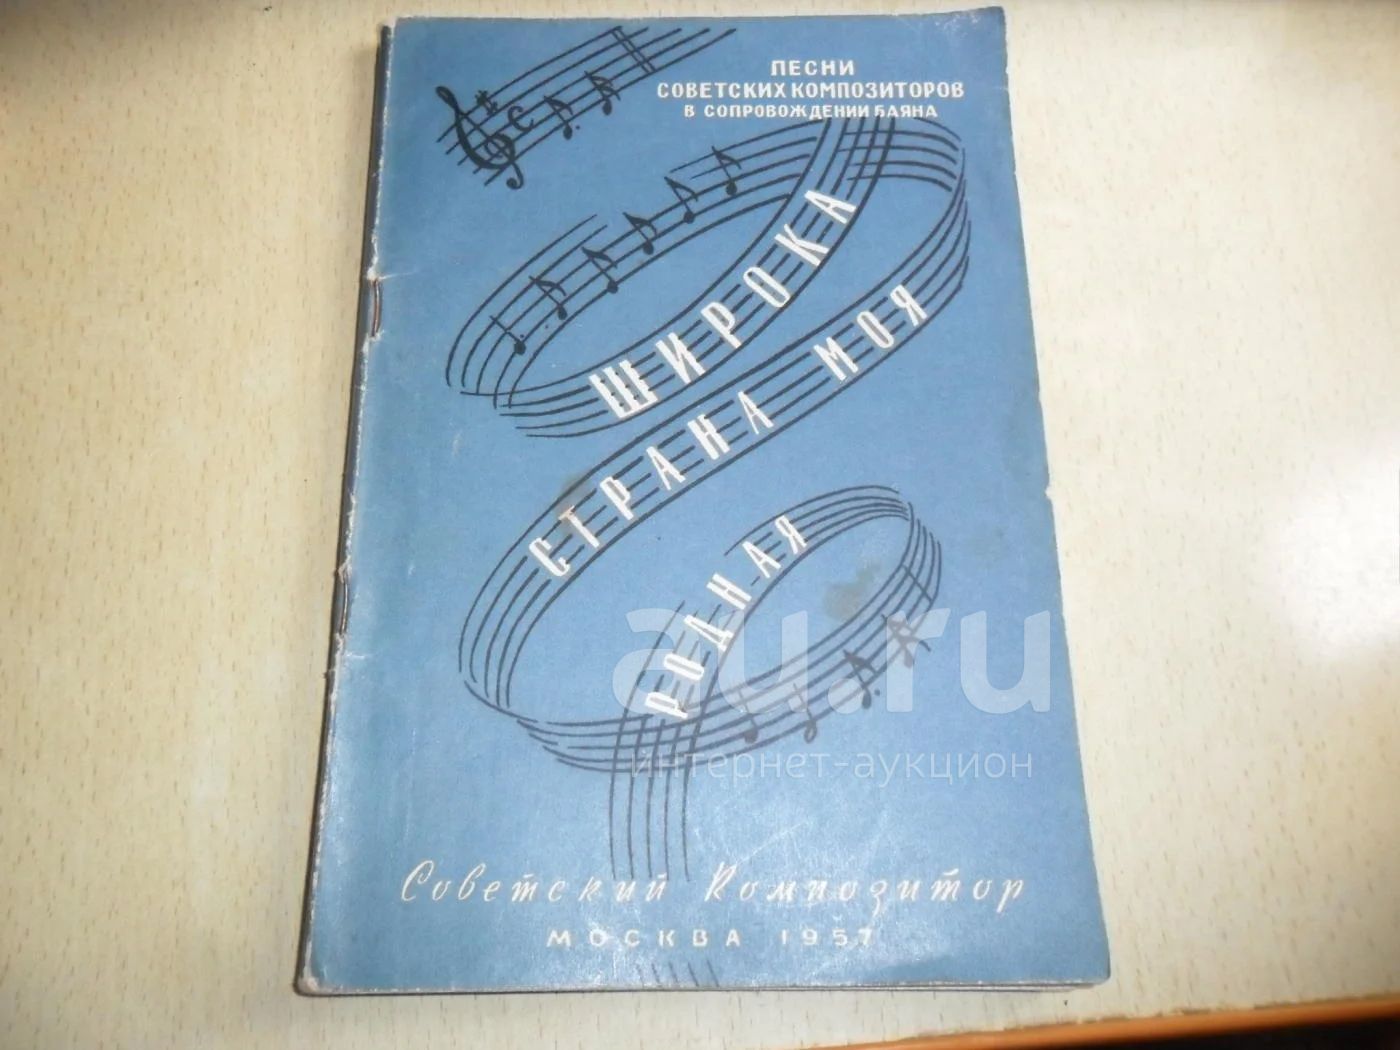 ПЕСНИ
СОВЕТСКИХ КОМПОЗИТОРОВ
В СОПРОВОЖДЕНИИ БАЯНА
ШИРОКА
СТРАНА МОЯ
РОДНАЯ
au.ru
интернет-аукцион
Советский Композитор
МОСКВА 1957